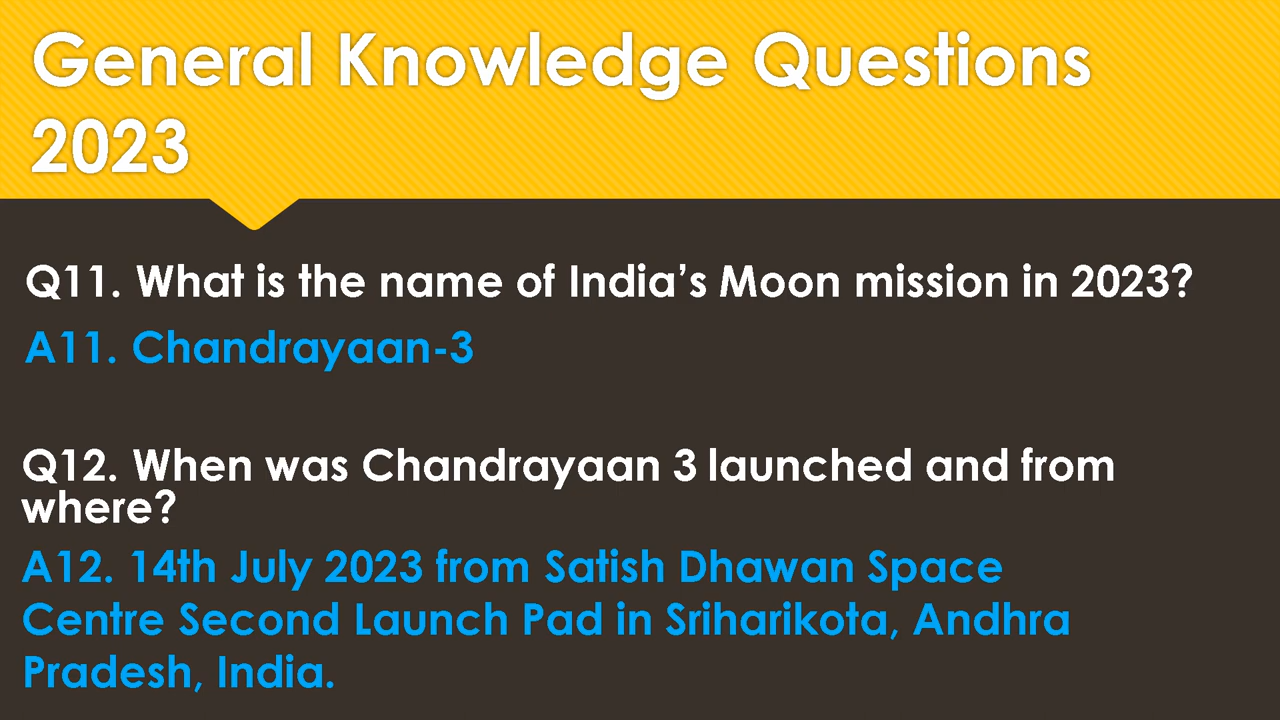 General Knowledge Questions
2023
Q11. What is the name of India’s Moon mission in 2023?
A11. Chandrayaan-3
Q12. When was Chandrayaan 3 launched and from
where?
A12. 14th July 2023 from Satish Dhawan Space
Centre Second Launch Pad in Sriharikota, Andhra
Pradesh, India.